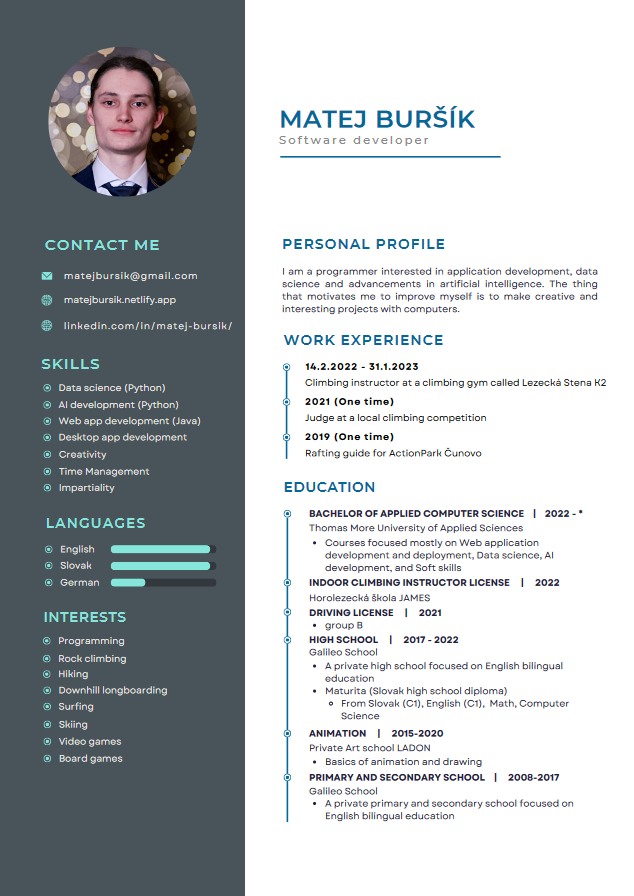 MATEJ BURŠÍK
Software developer
CONTACT ME
matejbursik@gmail.com
matejbursik.netlify.app
linkedin.com/in/matej-bursik/
SKILLS
Data science (Python)
AI development (Python)
Web app development (Java)
Desktop app development
Creativity
Time Management
Impartiality
LANGUAGES
English
Slovak
German
INTERESTS
Programming
Rock climbing
Hiking
Downhill longboarding
Surfing
Skiing
Video games
Board games
PERSONAL PROFILE
I am a programmer interested in application development, data
science and advancements in artificial intelligence. The thing
that motivates me to improve myself is to make creative and
interesting projects with computers.
WORK EXPERIENCE
14.2.2022 - 31.1.2023
Climbing instructor at a climbing gym called Lezecká Stena K2
2021 (One time)
Judge at a local climbing competition
2019 (One time)
Rafting guide for ActionPark Čunovo
EDUCATION
BACHELOR OF APPLIED COMPUTER SCIENCE | 2022 - *
Thomas More University of Applied Sciences
• Courses focused mostly on Web application
development and deployment, Data science, AI
development, and Soft skills
INDOOR CLIMBING INSTRUCTOR LICENSE | 2022
Horolezecká škola JAMES
DRIVING LICENSE | 2021
• group B
HIGH SCHOOL | 2017 - 2022
Galileo School
• A private high school focused on English bilingual
education
• Maturita (Slovak high school diploma)
From Slovak (C1), English (C1), Math, Computer
Science
ANIMATION | 2015-2020
Private Art school LADON
• Basics of animation and drawing
PRIMARY AND SECONDARY SCHOOL | 2008-2017
Galileo School
• A private primary and secondary school focused on
English bilingual education